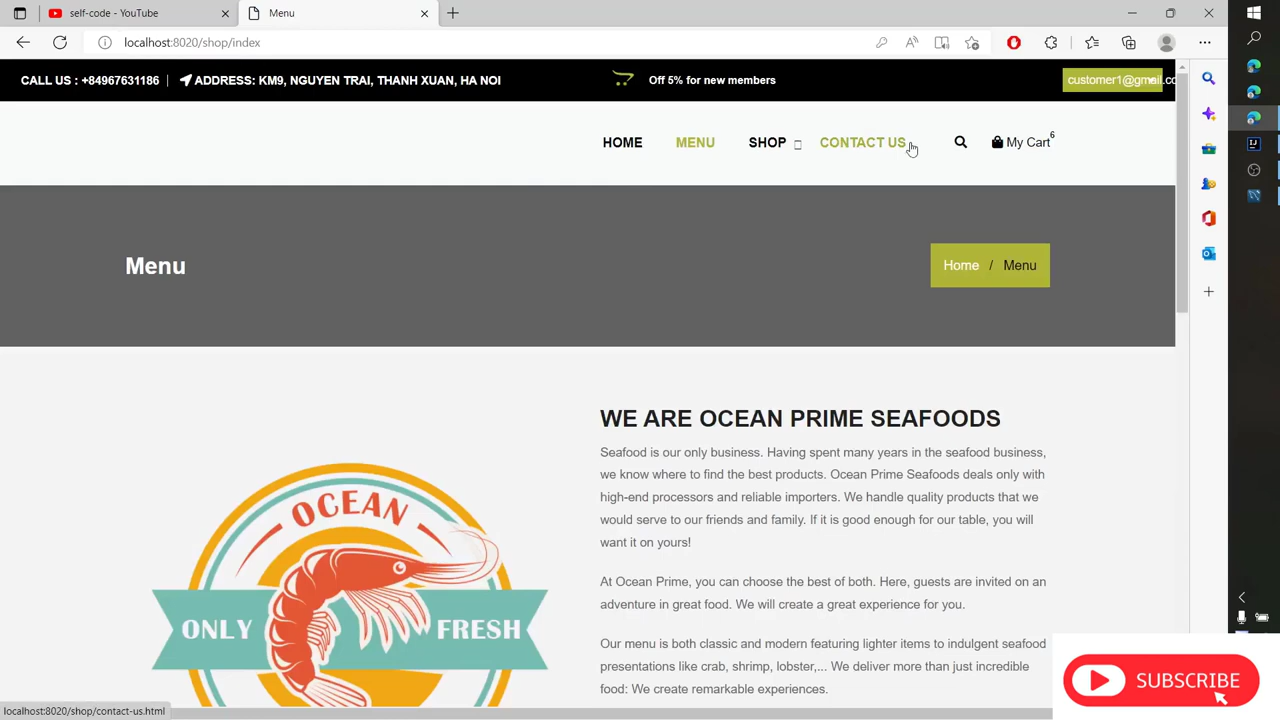 self-code - YouTube
Menu
localhost:8020/shop/index
CALL US : +84967631186
ADDRESS: KM9, NGUYEN TRAI, THANH XUAN, HA NOI
Off 5% for new members
customer1@gmail.co
HOME
MENU
SHOP
CONTACT US
My Cart
6
Menu
Home / Menu
WE ARE OCEAN PRIME SEAFOODS
Seafood is our only business. Having spent many years in the seafood business,
we know where to find the best products. Ocean Prime Seafoods deals only with
high-end processors and reliable importers. We handle quality products that we
would serve to our friends and family. If it is good enough for our table, you will
want it on yours!
At Ocean Prime, you can choose the best of both. Here, guests are invited on an
adventure in great food. We will create a great experience for you.
Our menu is both classic and modern featuring lighter items to indulgent seafood
presentations like crab, shrimp, lobster,... We deliver more than just incredible
food: We create remarkable experiences.
OCEAN
ONLY FRESH
SUBSCRIBE
localhost:8020/shop/contact-us.html